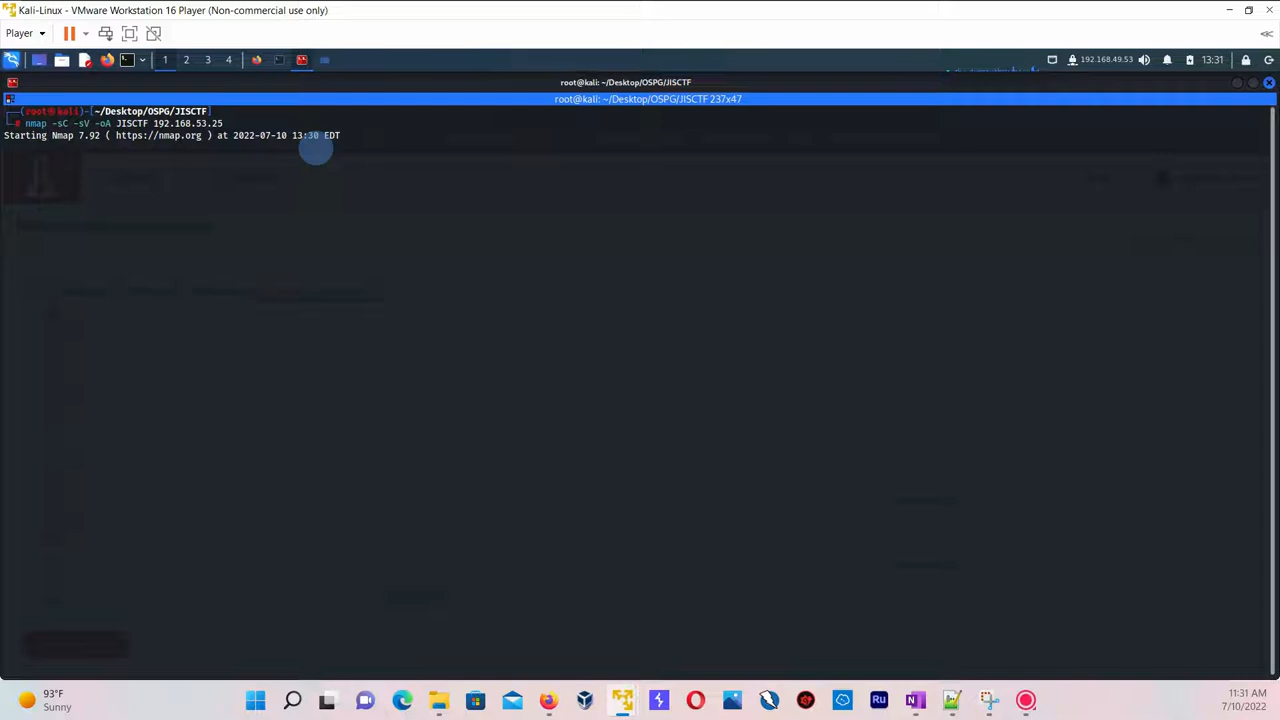 Kali-Linux - VMware Workstation 16 Player (Non-commercial use only)
Player
1 2 3 4
192.168.49.53
13:31
root@kali: ~/Desktop/OSPG/JISCTF
root@kali: ~/Desktop/OSPG/JISCTF 237x47
(root㉿kali)-[~/Desktop/OSPG/JISCTF]
# nmap -sC -sV -oA JISCTF 192.168.53.25
Starting Nmap 7.92 ( https://nmap.org ) at 2022-07-10 13:30 EDT
93°F
Sunny
Ru
11:31 AM
7/10/2022